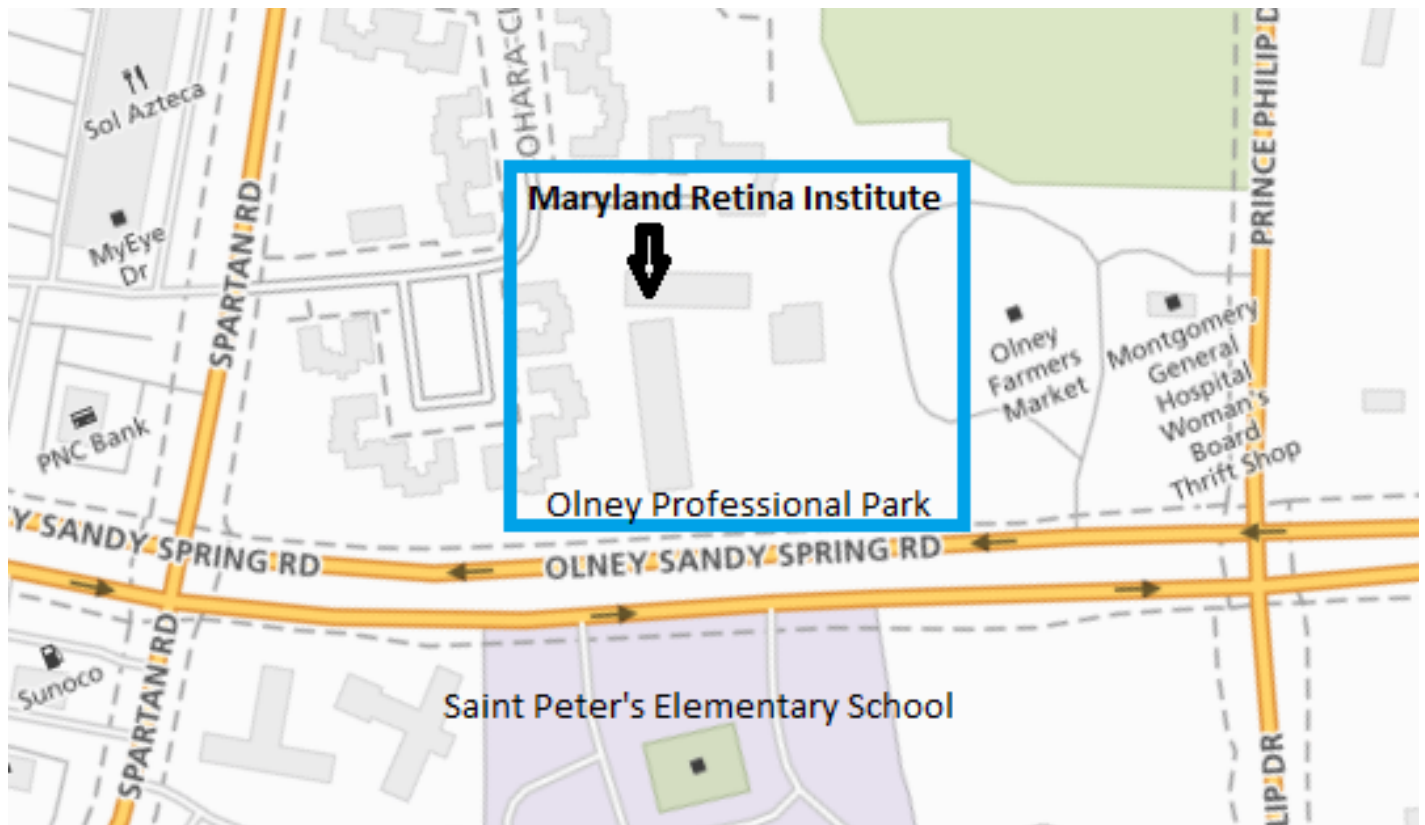 OHARA CI
PRINCE PHILIP D
Sol Azteca
SPARTAN RD
Maryland Retina Institute
MyEye
Dr
Olney
Farmers
Market
Montgomery
General
Hospital
Woman's
Board
Thrift Shop
PNC Bank
Olney Professional Park
Y SANDY SPRING RD
OLNEY SANDY SPRING RD
Sunoco
SPARTAN RD
Saint Peter's Elementary School
LIP DR